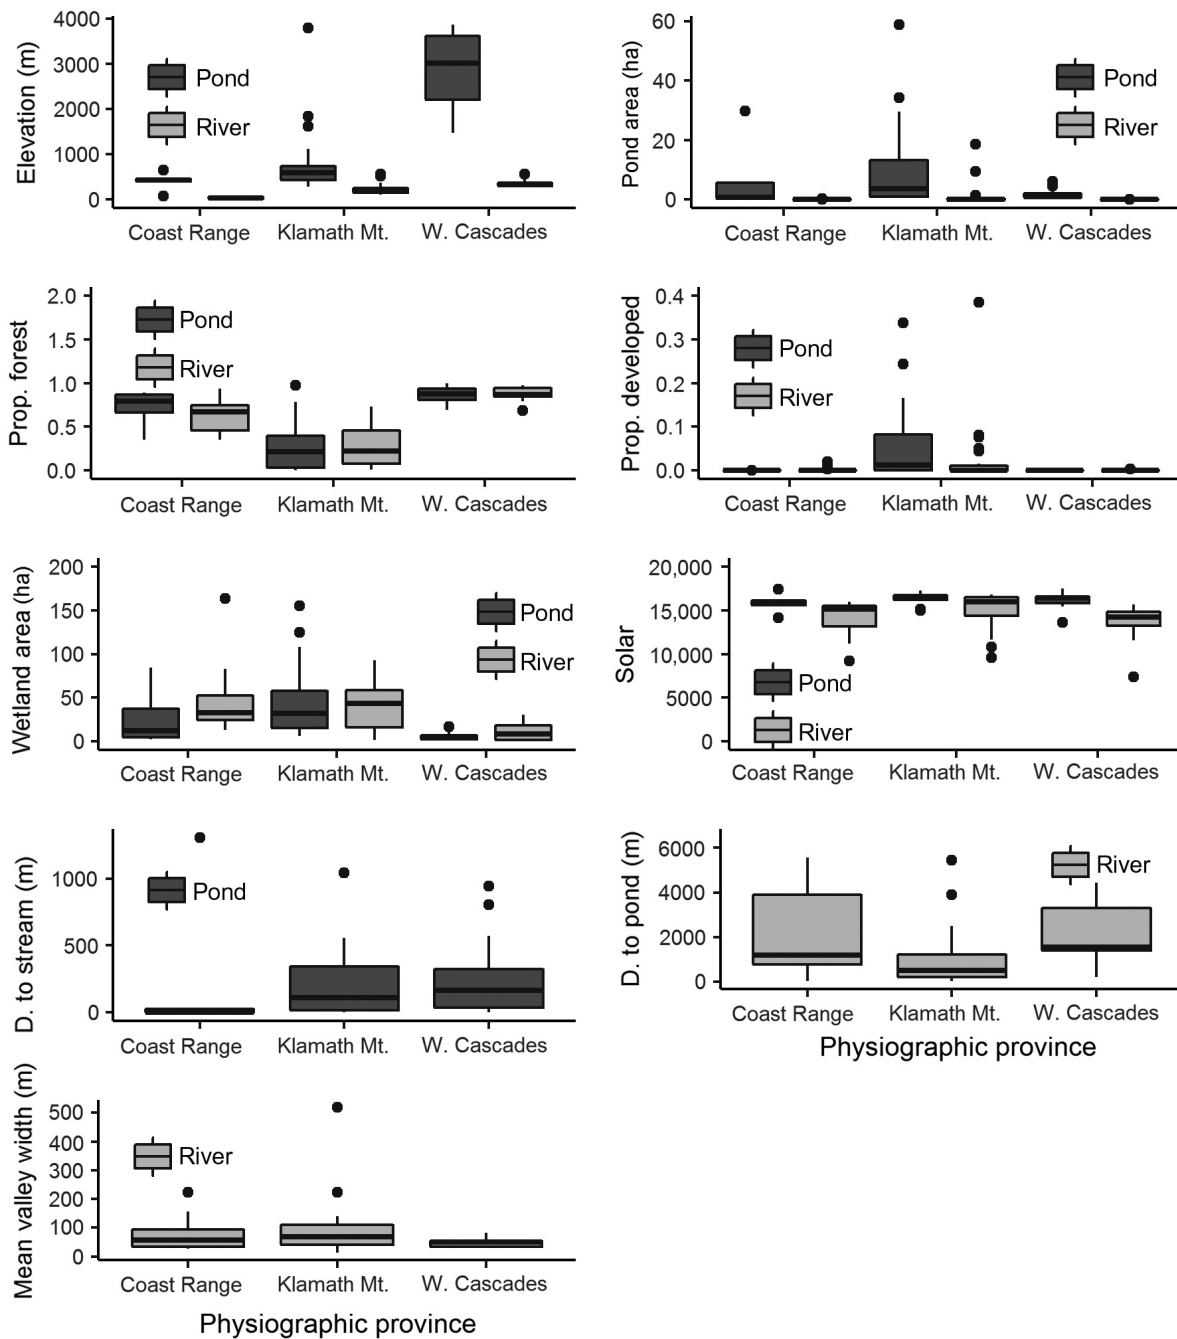 Elevation (m)
4000
3000
2000
1000
0
Pond
River
Coast Range Klamath Mt. W. Cascades
Pond area (ha)
60
40
20
0
Pond
River
Coast Range Klamath Mt. W. Cascades
Prop. forest
2.0
1.5
1.0
0.5
0.0
Pond
River
Coast Range Klamath Mt. W. Cascades
Prop. developed
0.4
0.3
0.2
0.1
0.0
Pond
River
Coast Range Klamath Mt. W. Cascades
Wetland area (ha)
200
150
100
50
0
Pond
River
Coast Range Klamath Mt. W. Cascades
Solar
20,000
15,000
10,000
5000
0
Pond
River
Coast Range Klamath Mt. W. Cascades
D. to stream (m)
1000
500
0
Pond
Coast Range Klamath Mt. W. Cascades
D. to pond (m)
6000
4000
2000
0
River
Coast Range Klamath Mt. W. Cascades
Physiographic province
Mean valley width (m)
500
400
300
200
100
0
River
Coast Range Klamath Mt. W. Cascades
Physiographic province